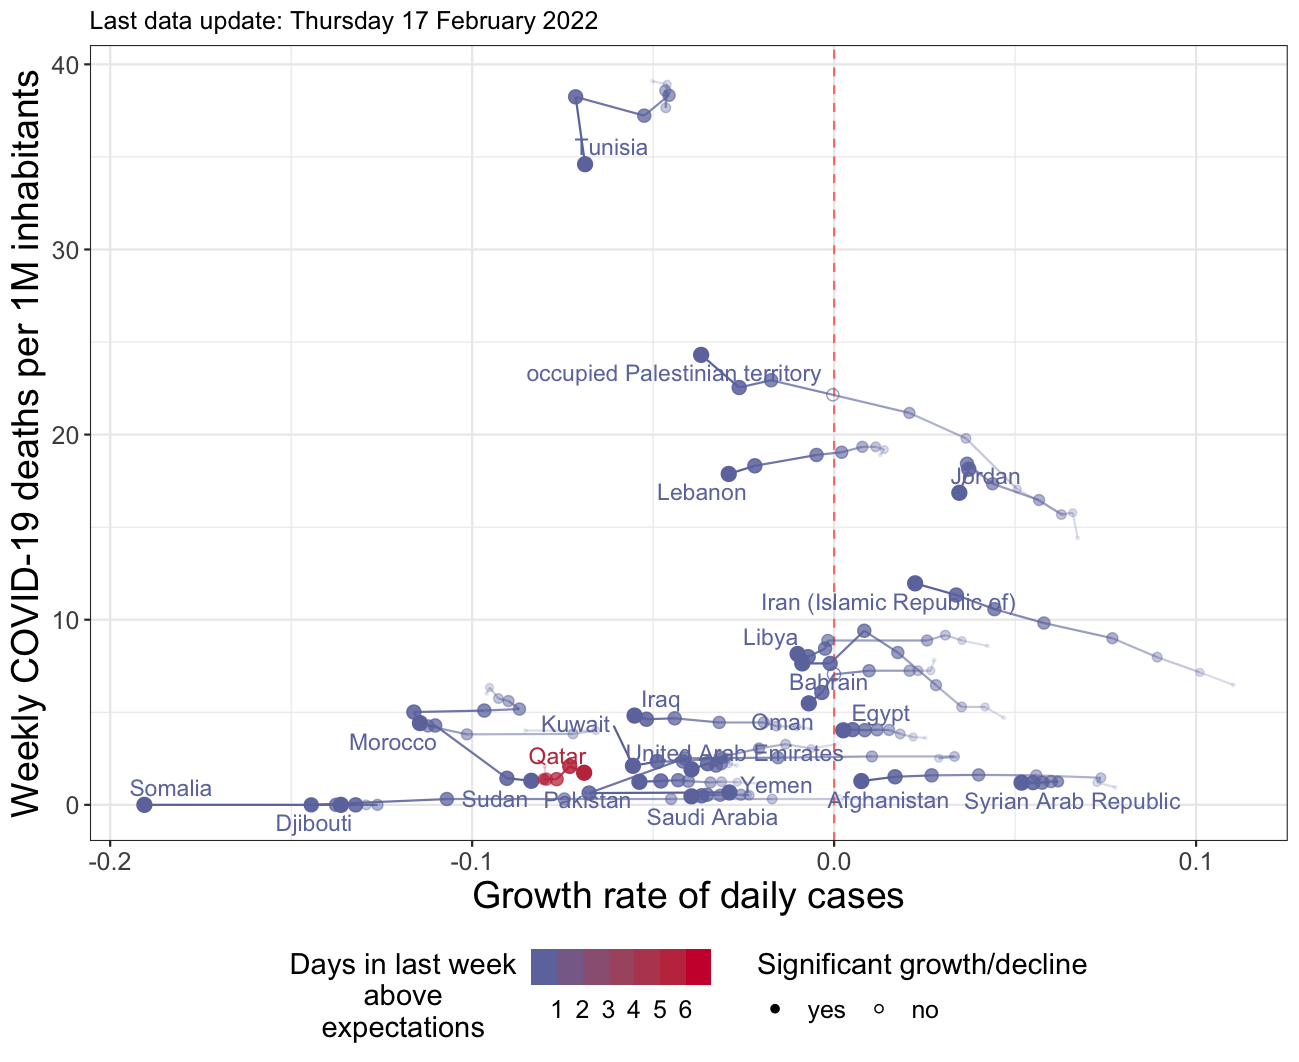 Last data update: Thursday 17 February 2022
Weekly COVID-19 deaths per 1M inhabitants
40
30
20
10
0
Tunisia
occupied Palestinian territory
Lebanon
Jordan
Iran (Islamic Republic of)
Libya
Bahrain
Iraq
Egypt
Kuwait
Oman
Morocco
Qatar
United Arab Emirates
Somalia
Sudan
Pakistan
Yemen
Afghanistan
Syrian Arab Republic
Djibouti
Saudi Arabia
-0.2
-0.1
0.0
0.1
Growth rate of daily cases
Days in last week
above
expectations
1 2 3 4 5 6
Significant growth/decline
yes
no